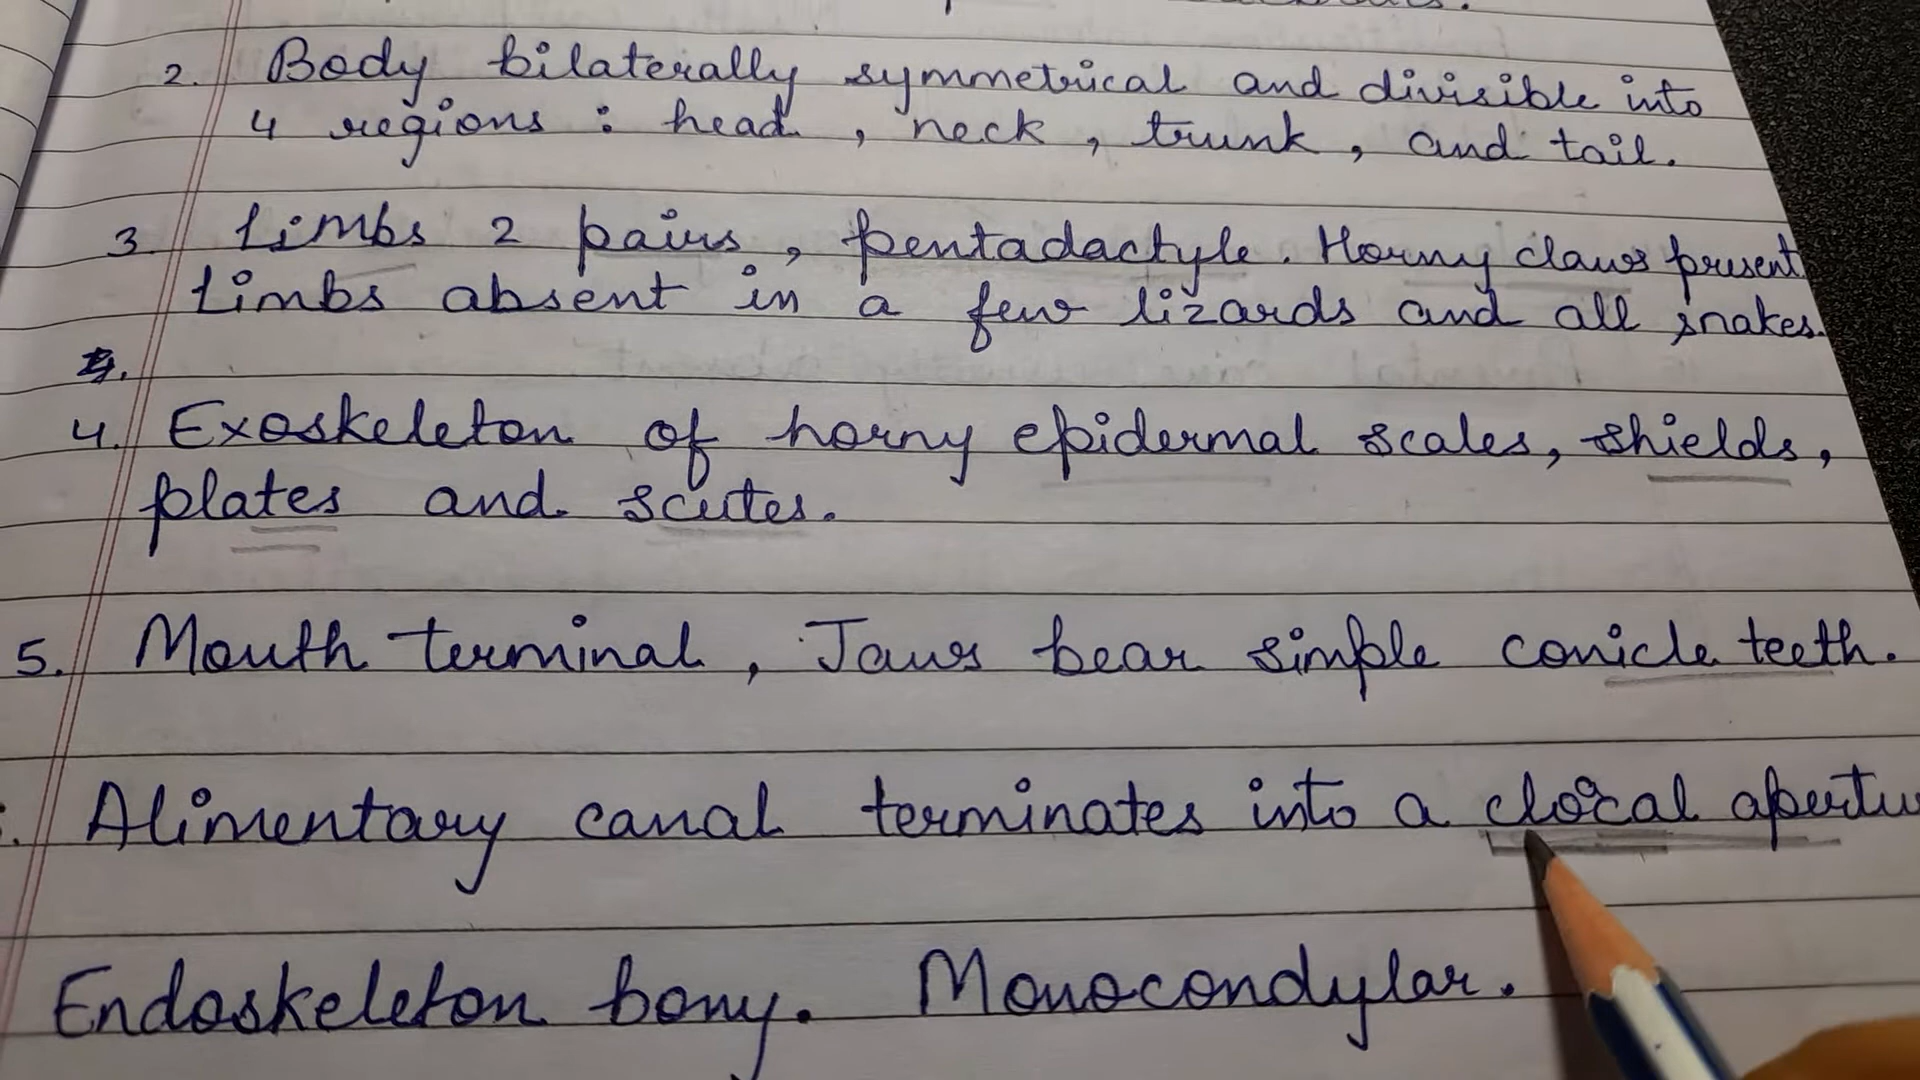 2. Body bilaterally symmetrical and divisible into
4 regions : head , neck , trunk , and tail.
3. Limbs 2 pairs , pentadactyle. Horny claws present.
Limbs absent in a few lizards and all snakes.
4.
4. Exoskeleton of horny epidermal scales, shields,
plates and scutes.
5. Mouth terminal , Jaws bear simple conicle teeth.
Alimentary canal terminates into a cloacal apertu
Endoskeleton bony. Monocondylar.